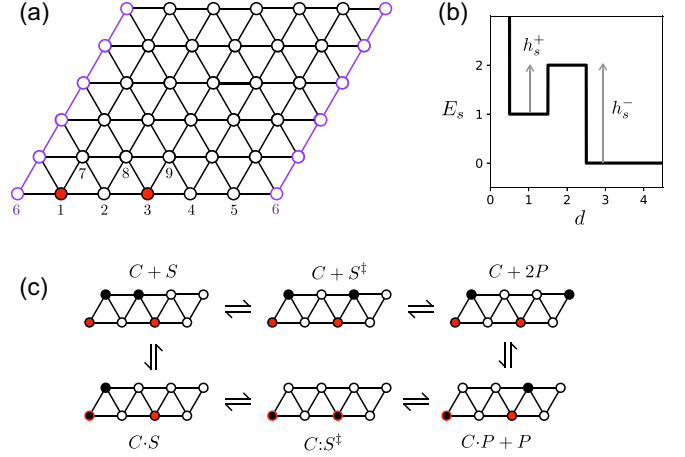 (a)
7 8 9
6 1 2 3 4 5 6
(b)
E_s
2
1
0
h_s^+
h_s^-
0 1 2 3 4
d
(c)
C + S
C + S^‡
C + 2P
⇌ ⇌
⇌ ⇌
⇌ ⇌
C·S
C:S^‡
C·P + P